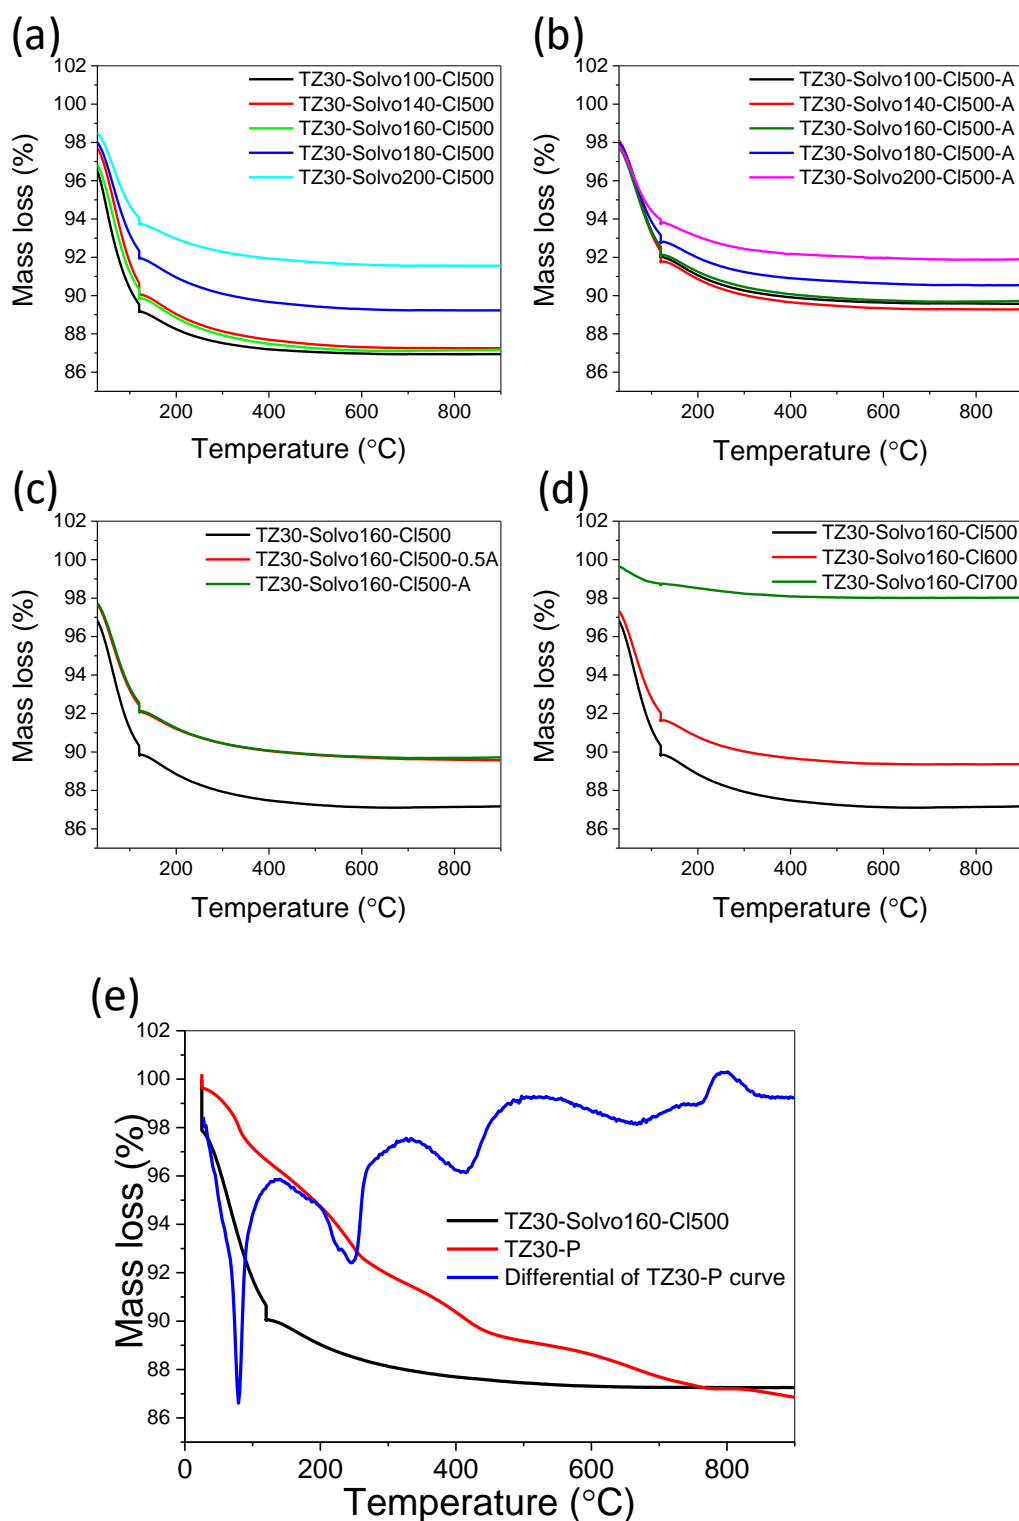 (a)
102
100
98
96
94
92
90
88
86
200
400
600
800
Mass loss (%)
Temperature (°C)
TZ30-Solvo100-Cl500
TZ30-Solvo140-Cl500
TZ30-Solvo160-Cl500
TZ30-Solvo180-Cl500
TZ30-Solvo200-Cl500
(b)
102
100
98
96
94
92
90
88
86
200
400
600
800
Mass loss (%)
Temperature (°C)
TZ30-Solvo100-Cl500-A
TZ30-Solvo140-Cl500-A
TZ30-Solvo160-Cl500-A
TZ30-Solvo180-Cl500-A
TZ30-Solvo200-Cl500-A
(c)
102
100
98
96
94
92
90
88
86
200
400
600
800
Mass loss (%)
Temperature (°C)
TZ30-Solvo160-Cl500
TZ30-Solvo160-Cl500-0.5A
TZ30-Solvo160-Cl500-A
(d)
102
100
98
96
94
92
90
88
86
200
400
600
800
Mass loss (%)
Temperature (°C)
TZ30-Solvo160-Cl500
TZ30-Solvo160-Cl600
TZ30-Solvo160-Cl700
(e)
102
100
98
96
94
92
90
88
86
0
200
400
600
800
Mass loss (%)
Temperature (°C)
TZ30-Solvo160-Cl500
TZ30-P
Differential of TZ30-P curve